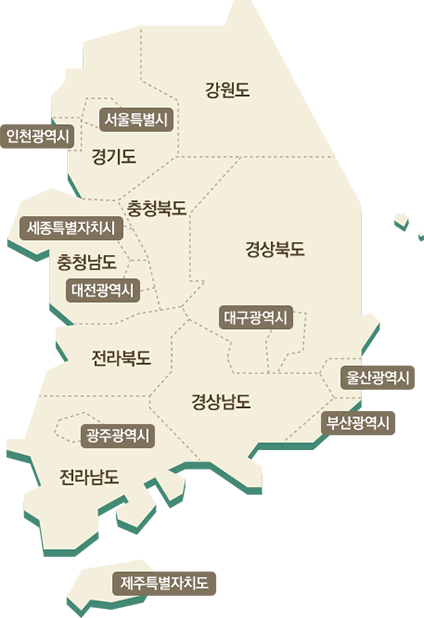 강원도
서울특별시
인천광역시
경기도
충청북도
세종특별자치시
경상북도
충청남도
대전광역시
대구광역시
전라북도
울산광역시
경상남도
부산광역시
광주광역시
전라남도
제주특별자치도